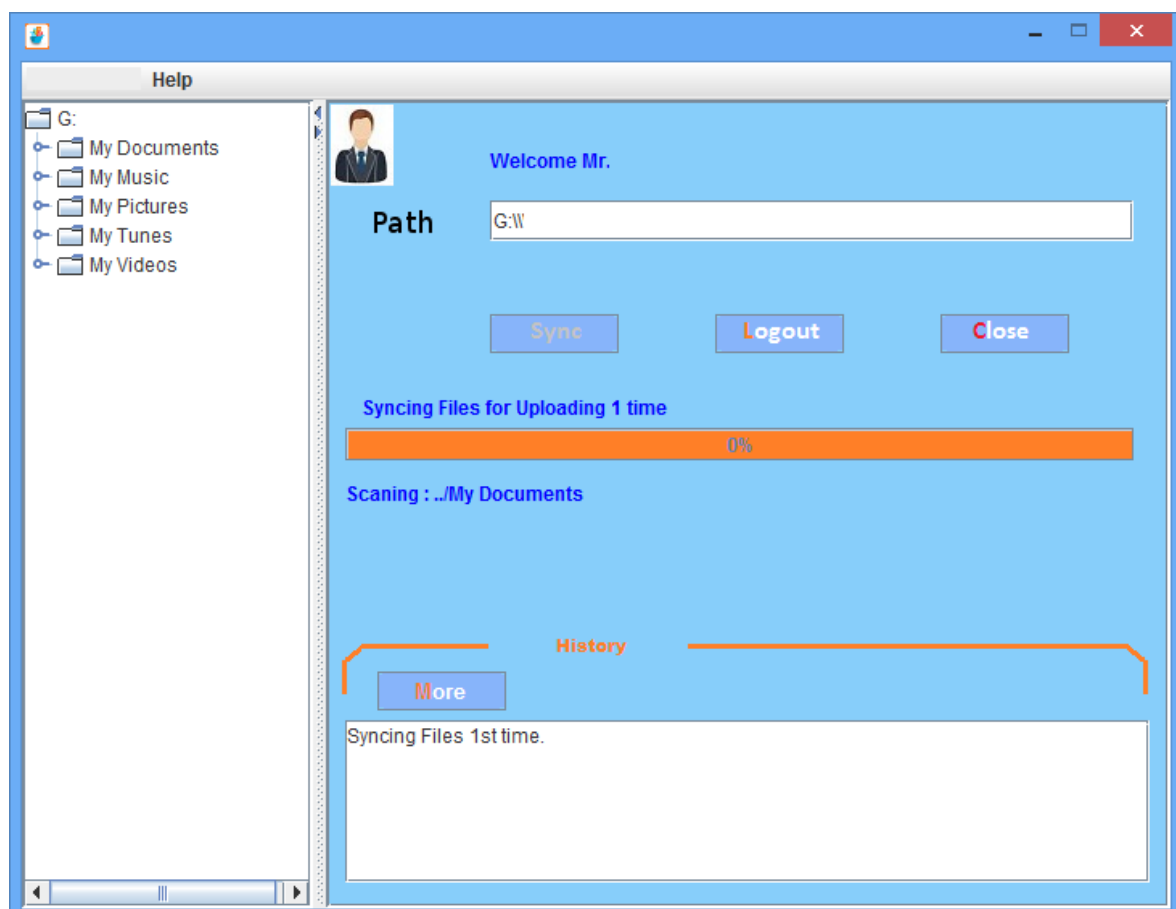 Help
G:
My Documents
My Music
My Pictures
My Tunes
My Videos
Welcome Mr.
Path
G:\\
Sync
Logout
Close
Syncing Files for Uploading 1 time
0%
Scaning : ../My Documents
History
More
Syncing Files 1st time.